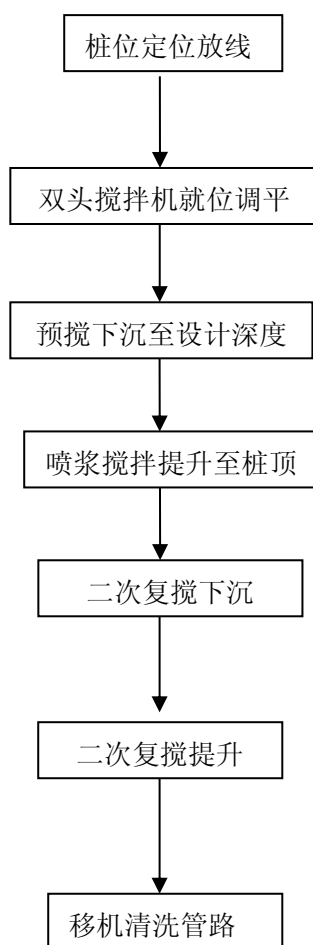 桩位定位放线
双头搅拌机就位调平
预搅下沉至设计深度
喷浆搅拌提升至桩顶
二次复搅下沉
二次复搅提升
移机清洗管路